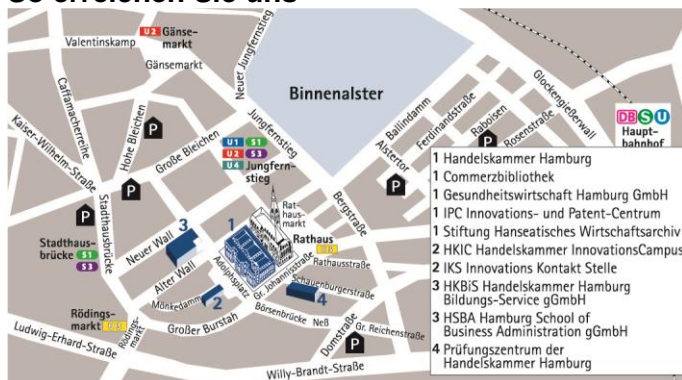 So erreichen Sie uns
U2 Gänse-
markt
Valentinskamp
Gänsemarkt
Neuer Jungfernstieg
Caffamacherreihe
Kaiser-Wilhelm-Straße
Hohe Bleichen
P
Große Bleichen
Jungfernstieg
Binnenalster
Ballindamm
Ferdinandstraße
Alstertor
Raboisen
Rosenstraße
Glockengießerwall
P
DB S U
Haupt-
bahnhof
U1 S1
U2 S3
U4 Jungfern-
stieg
P
P
Stadthausbrücke
Stadthaus-
brücke S1
S3
Neuer Wall
3
Alter Wall
1
Adolphsplatz
Rat-
haus-
markt
Rathaus
Bergstraße
Rathausstraße
Gr. Johannisstraße
Schauenburgerstraße
4
Mönkedamm
2
Börsenbrücke
Neß
Großer Burstah
Rödings-
markt
Rödings-
markt
Ludwig-Erhard-Straße
Domstraße
P
Gr. Reichenstraße
Willy-Brandt-Straße
1 Handelskammer Hamburg
1 Commerzbibliothek
1 Gesundheitswirtschaft Hamburg GmbH
1 IPC Innovations- und Patent-Centrum
1 Stiftung Hanseatisches Wirtschaftsarchiv
2 HKIC Handelskammer InnovationsCampus
2 IKS Innovations Kontakt Stelle
3 HKBiS Handelskammer Hamburg
Bildungs-Service gGmbH
3 HSBA Hamburg School of
Business Administration gGmbH
4 Prüfungszentrum der
Handelskammer Hamburg